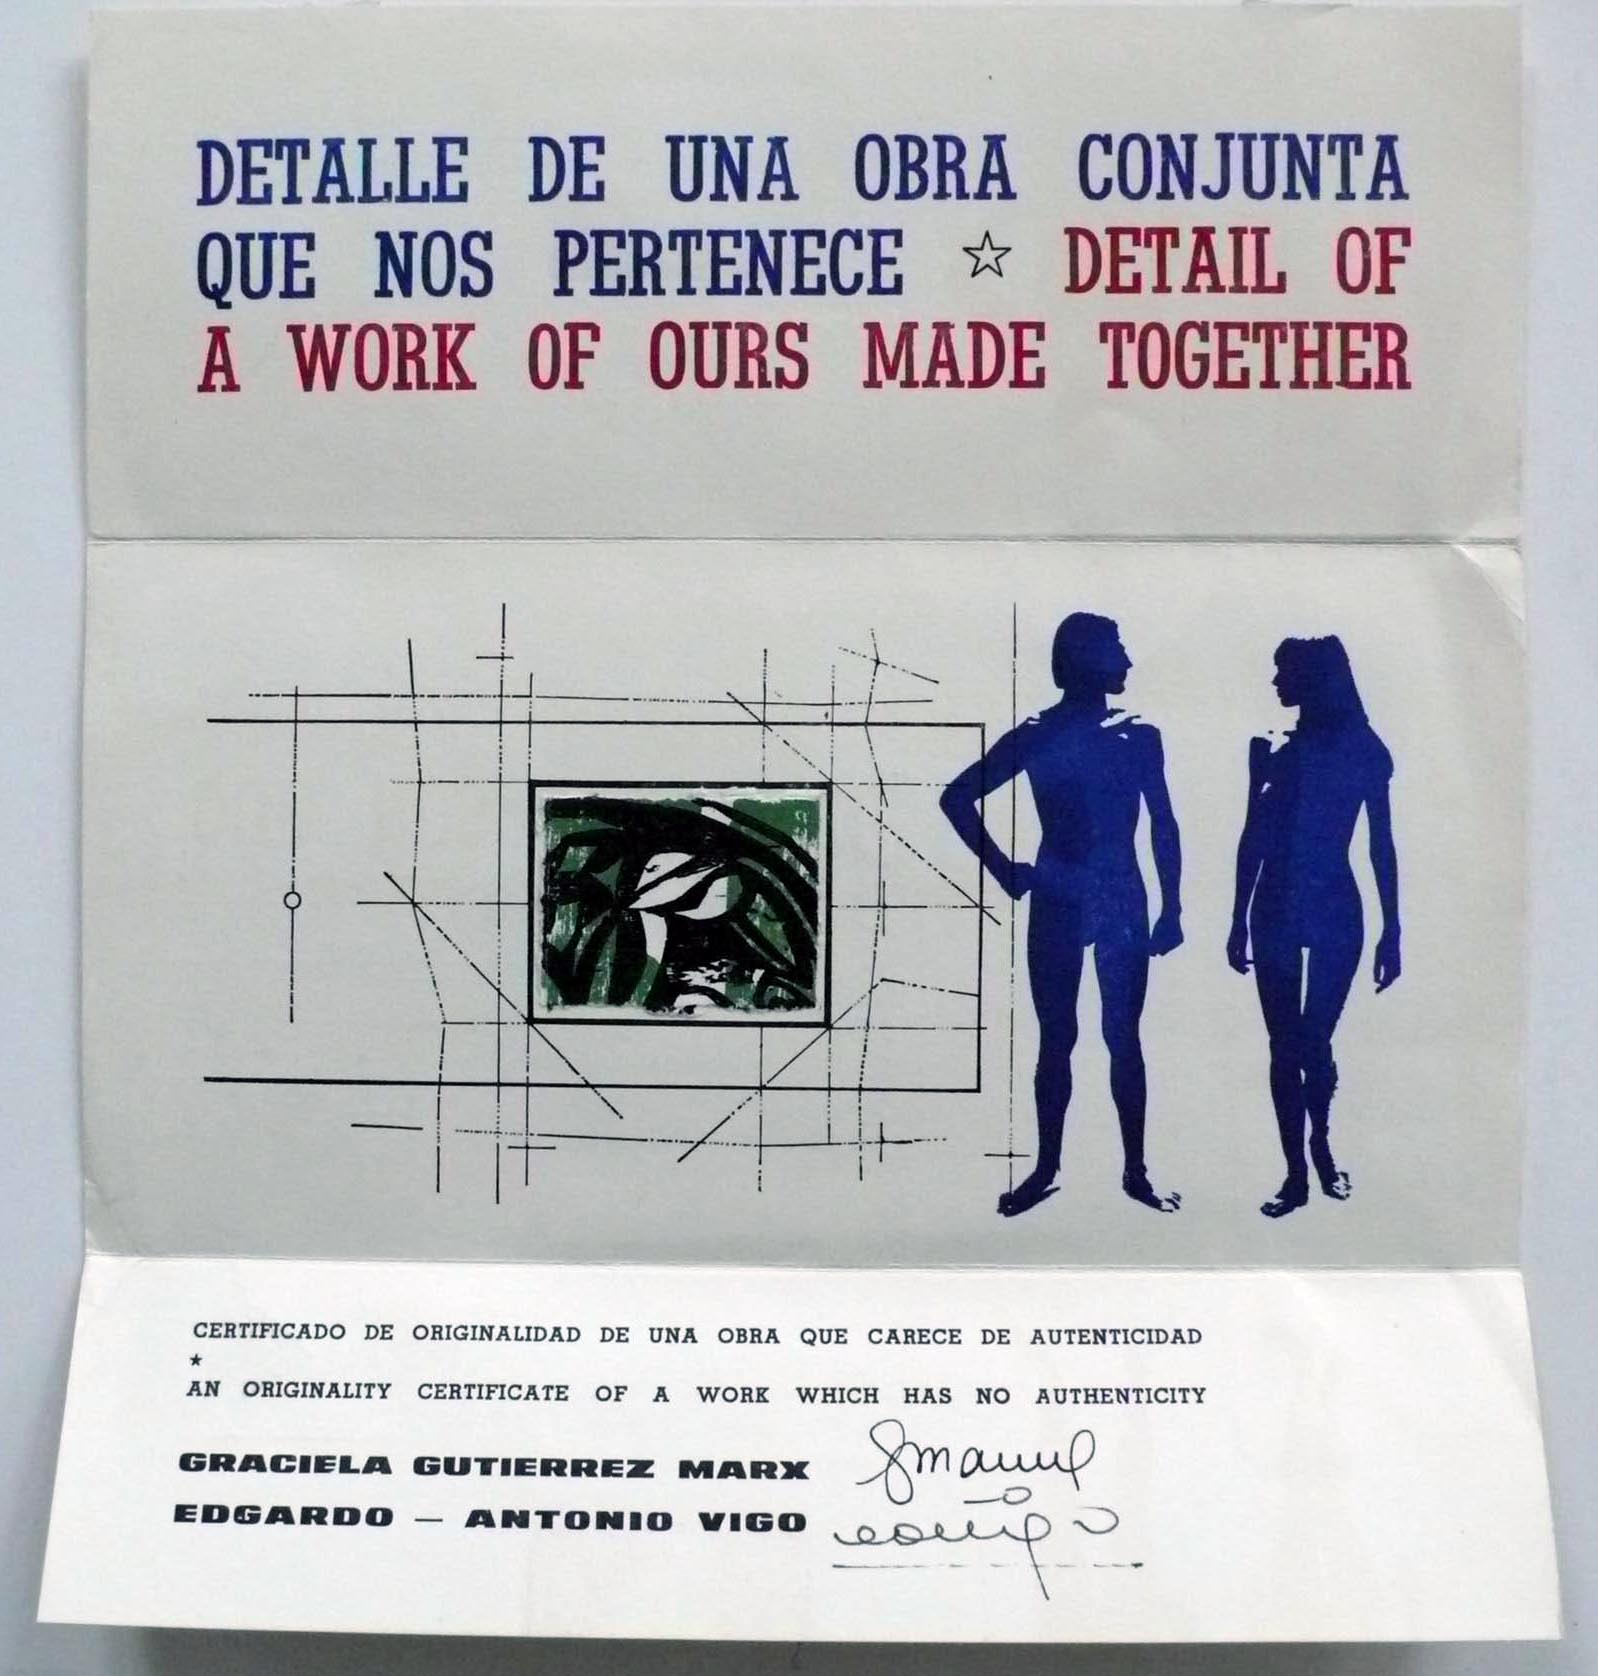 DETALLE DE UNA OBRA CONJUNTA
QUE NOS PERTENECE ☆ DETAIL OF
A WORK OF OURS MADE TOGETHER
CERTIFICADO DE ORIGINALIDAD DE UNA OBRA QUE CARECE DE AUTENTICIDAD
★
AN ORIGINALITY CERTIFICATE OF A WORK WHICH HAS NO AUTHENTICITY
GRACIELA GUTIERREZ MARX
EDGARDO — ANTONIO VIGO